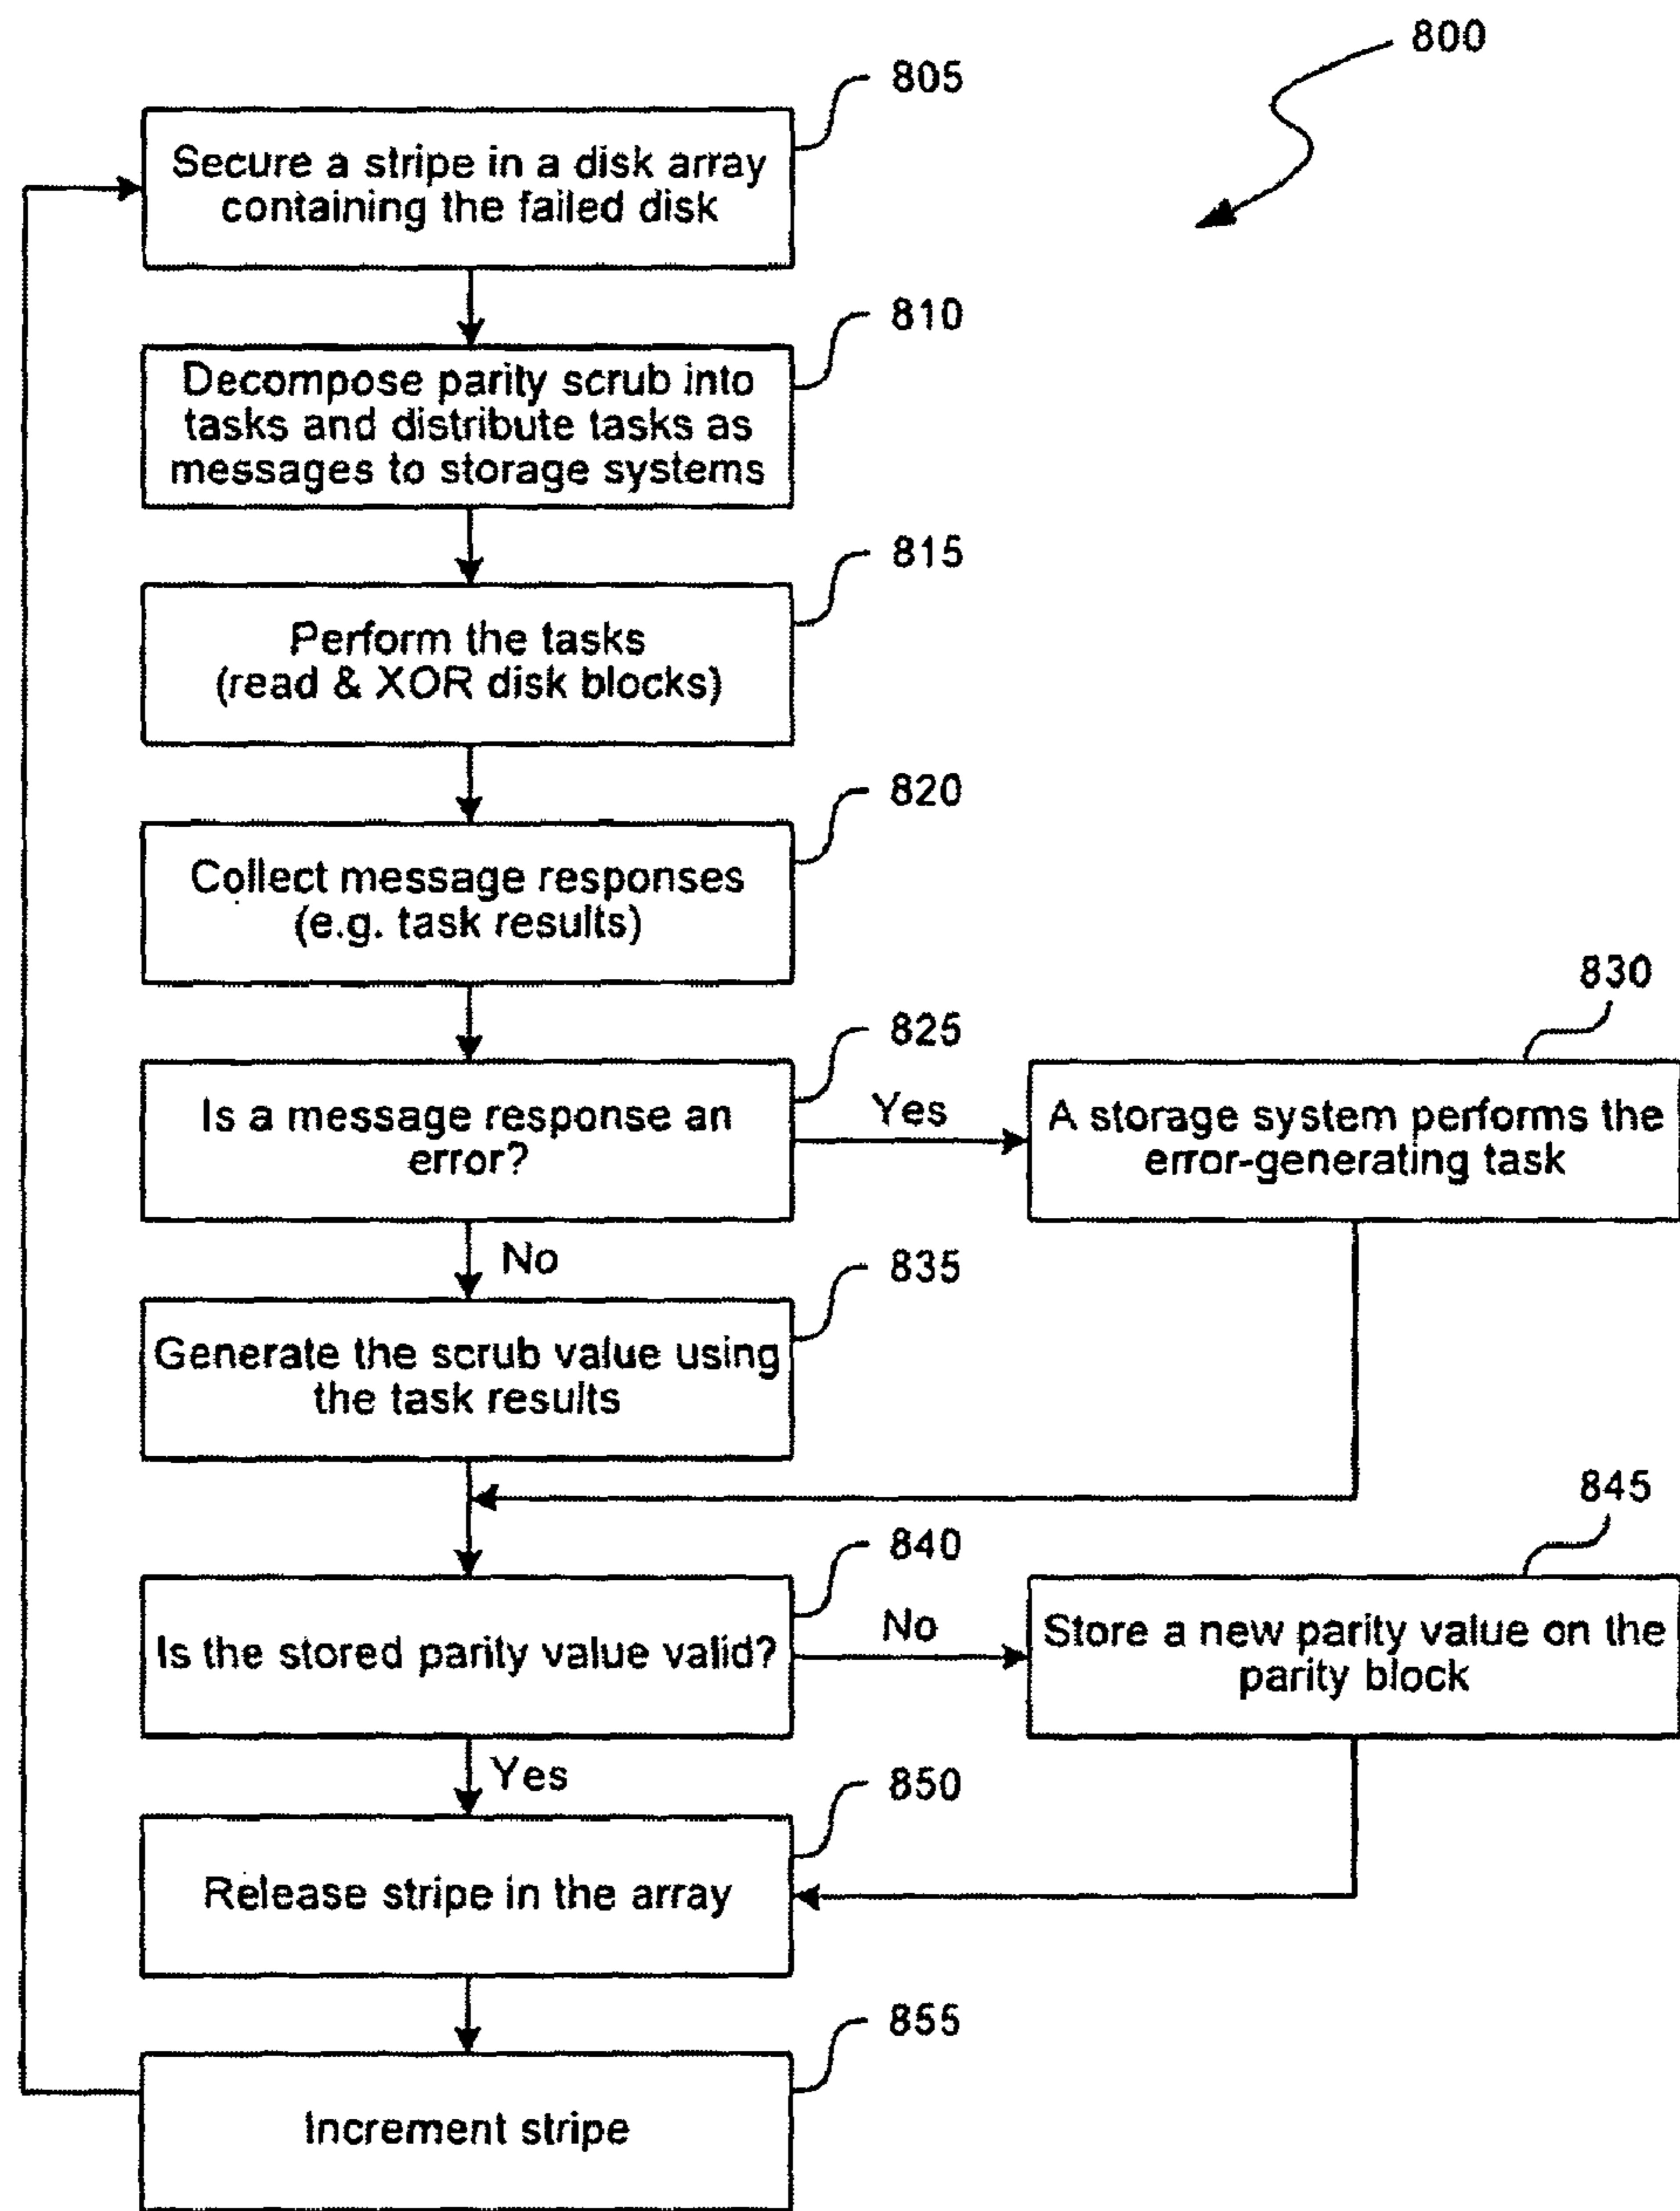 800
805
Secure a stripe in a disk array
containing the failed disk
810
Decompose parity scrub into
tasks and distribute tasks as
messages to storage systems
815
Perform the tasks
(read & XOR disk blocks)
820
Collect message responses
(e.g. task results)
825
Is a message response an
error?
Yes
830
A storage system performs the
error-generating task
No
835
Generate the scrub value using
the task results
840
Is the stored parity value valid?
No
845
Store a new parity value on the
parity block
Yes
850
Release stripe in the array
855
Increment stripe